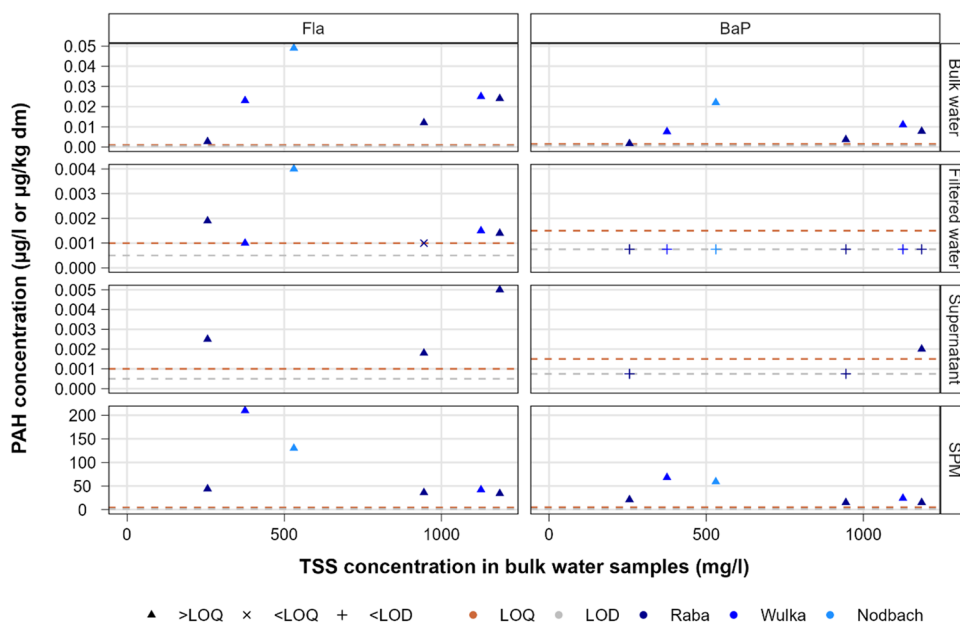 Fla
BaP
PAH concentration (µg/l or µg/kg dm)
0.05
0.04
0.03
0.02
0.01
0.00
Bulk water
0.004
0.003
0.002
0.001
0.000
Filtered water
0.005
0.004
0.003
0.002
0.001
0.000
Supernatant
200
150
100
50
0
SPM
0 500 1000 0 500 1000
TSS concentration in bulk water samples (mg/l)
>LOQ <LOQ <LOD LOQ LOD Raba Wulka Nodbach